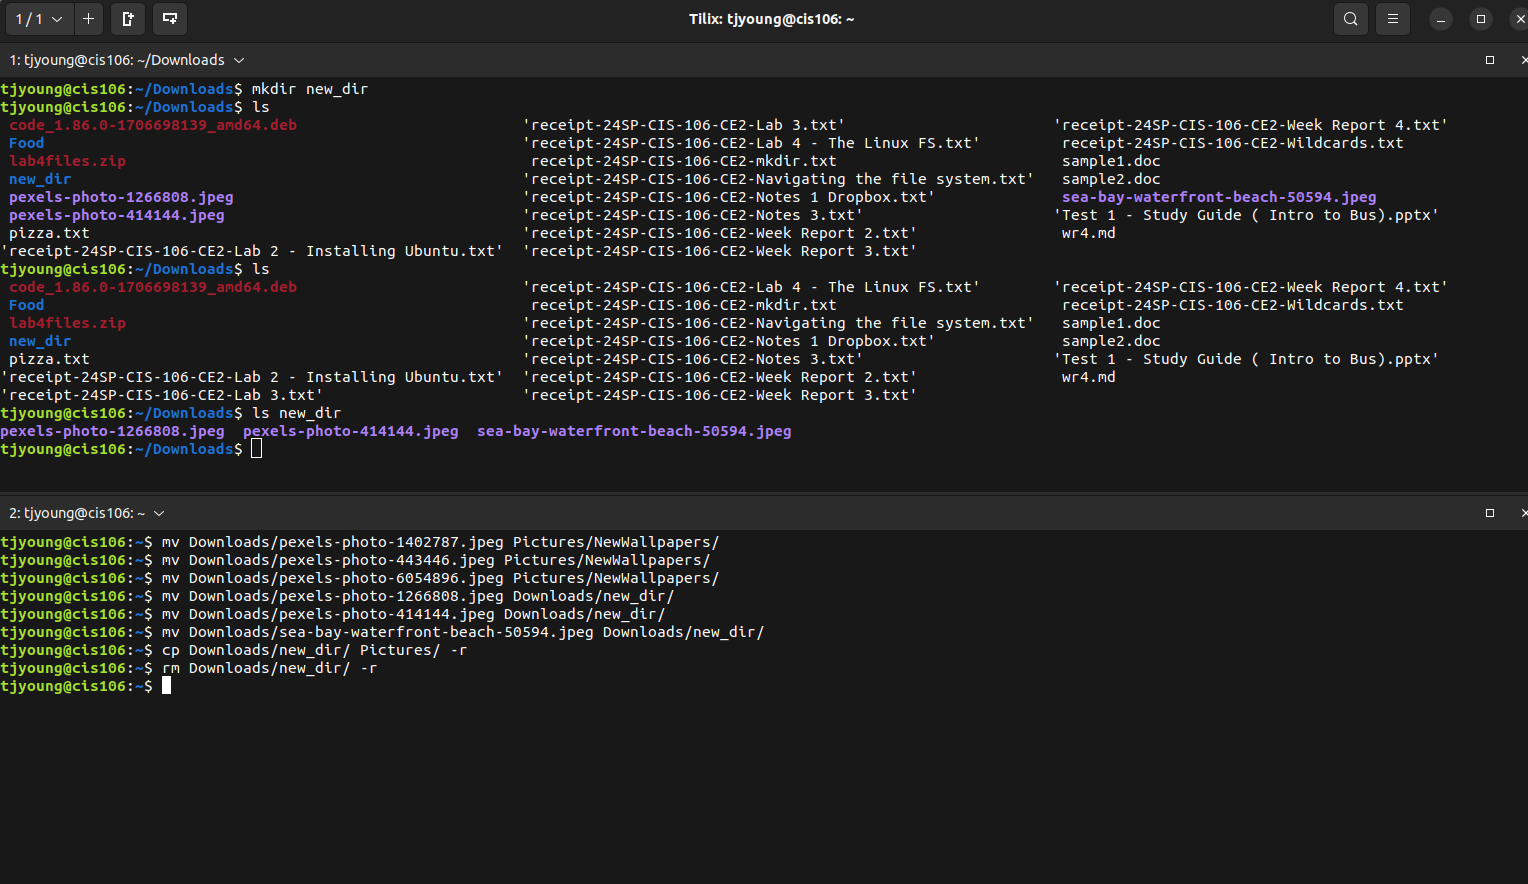 1 / 1
Tilix: tjyoung@cis106: ~
1: tjyoung@cis106: ~/Downloads
tjyoung@cis106:~/Downloads$ mkdir new_dir
tjyoung@cis106:~/Downloads$ ls
code_1.86.0-1706698139_amd64.deb 'receipt-24SP-CIS-106-CE2-Lab 3.txt' 'receipt-24SP-CIS-106-CE2-Week Report 4.txt'
Food 'receipt-24SP-CIS-106-CE2-Lab 4 - The Linux FS.txt' receipt-24SP-CIS-106-CE2-Wildcards.txt
lab4files.zip receipt-24SP-CIS-106-CE2-mkdir.txt sample1.doc
new_dir 'receipt-24SP-CIS-106-CE2-Navigating the file system.txt' sample2.doc
pexels-photo-1266808.jpeg 'receipt-24SP-CIS-106-CE2-Notes 1 Dropbox.txt' sea-bay-waterfront-beach-50594.jpeg
pexels-photo-414144.jpeg 'receipt-24SP-CIS-106-CE2-Notes 3.txt' 'Test 1 - Study Guide ( Intro to Bus).pptx'
pizza.txt 'receipt-24SP-CIS-106-CE2-Week Report 2.txt' wr4.md
'receipt-24SP-CIS-106-CE2-Lab 2 - Installing Ubuntu.txt' 'receipt-24SP-CIS-106-CE2-Week Report 3.txt'
tjyoung@cis106:~/Downloads$ ls
code_1.86.0-1706698139_amd64.deb 'receipt-24SP-CIS-106-CE2-Lab 4 - The Linux FS.txt' 'receipt-24SP-CIS-106-CE2-Week Report 4.txt'
Food receipt-24SP-CIS-106-CE2-mkdir.txt receipt-24SP-CIS-106-CE2-Wildcards.txt
lab4files.zip 'receipt-24SP-CIS-106-CE2-Navigating the file system.txt' sample1.doc
new_dir 'receipt-24SP-CIS-106-CE2-Notes 1 Dropbox.txt' sample2.doc
pizza.txt 'receipt-24SP-CIS-106-CE2-Notes 3.txt' 'Test 1 - Study Guide ( Intro to Bus).pptx'
'receipt-24SP-CIS-106-CE2-Lab 2 - Installing Ubuntu.txt' 'receipt-24SP-CIS-106-CE2-Week Report 2.txt' wr4.md
'receipt-24SP-CIS-106-CE2-Lab 3.txt' 'receipt-24SP-CIS-106-CE2-Week Report 3.txt'
tjyoung@cis106:~/Downloads$ ls new_dir
pexels-photo-1266808.jpeg pexels-photo-414144.jpeg sea-bay-waterfront-beach-50594.jpeg
tjyoung@cis106:~/Downloads$
2: tjyoung@cis106: ~
tjyoung@cis106:~$ mv Downloads/pexels-photo-1402787.jpeg Pictures/NewWallpapers/
tjyoung@cis106:~$ mv Downloads/pexels-photo-443446.jpeg Pictures/NewWallpapers/
tjyoung@cis106:~$ mv Downloads/pexels-photo-6054896.jpeg Pictures/NewWallpapers/
tjyoung@cis106:~$ mv Downloads/pexels-photo-1266808.jpeg Downloads/new_dir/
tjyoung@cis106:~$ mv Downloads/pexels-photo-414144.jpeg Downloads/new_dir/
tjyoung@cis106:~$ mv Downloads/sea-bay-waterfront-beach-50594.jpeg Downloads/new_dir/
tjyoung@cis106:~$ cp Downloads/new_dir/ Pictures/ -r
tjyoung@cis106:~$ rm Downloads/new_dir/ -r
tjyoung@cis106:~$